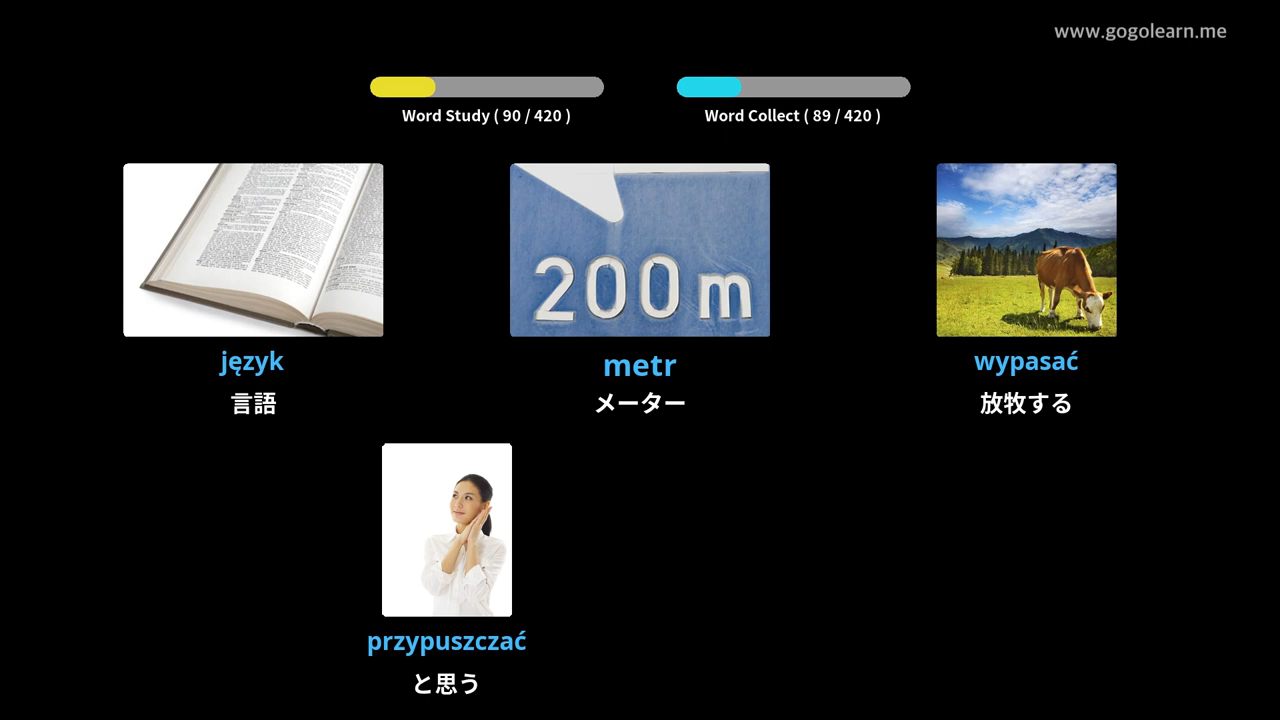 www.gogolearn.me
Word Study ( 90 / 420 )
Word Collect ( 89 / 420 )
200 m
język
metr
wypasać
言語
メーター
放牧する
przypuszczać
と思う